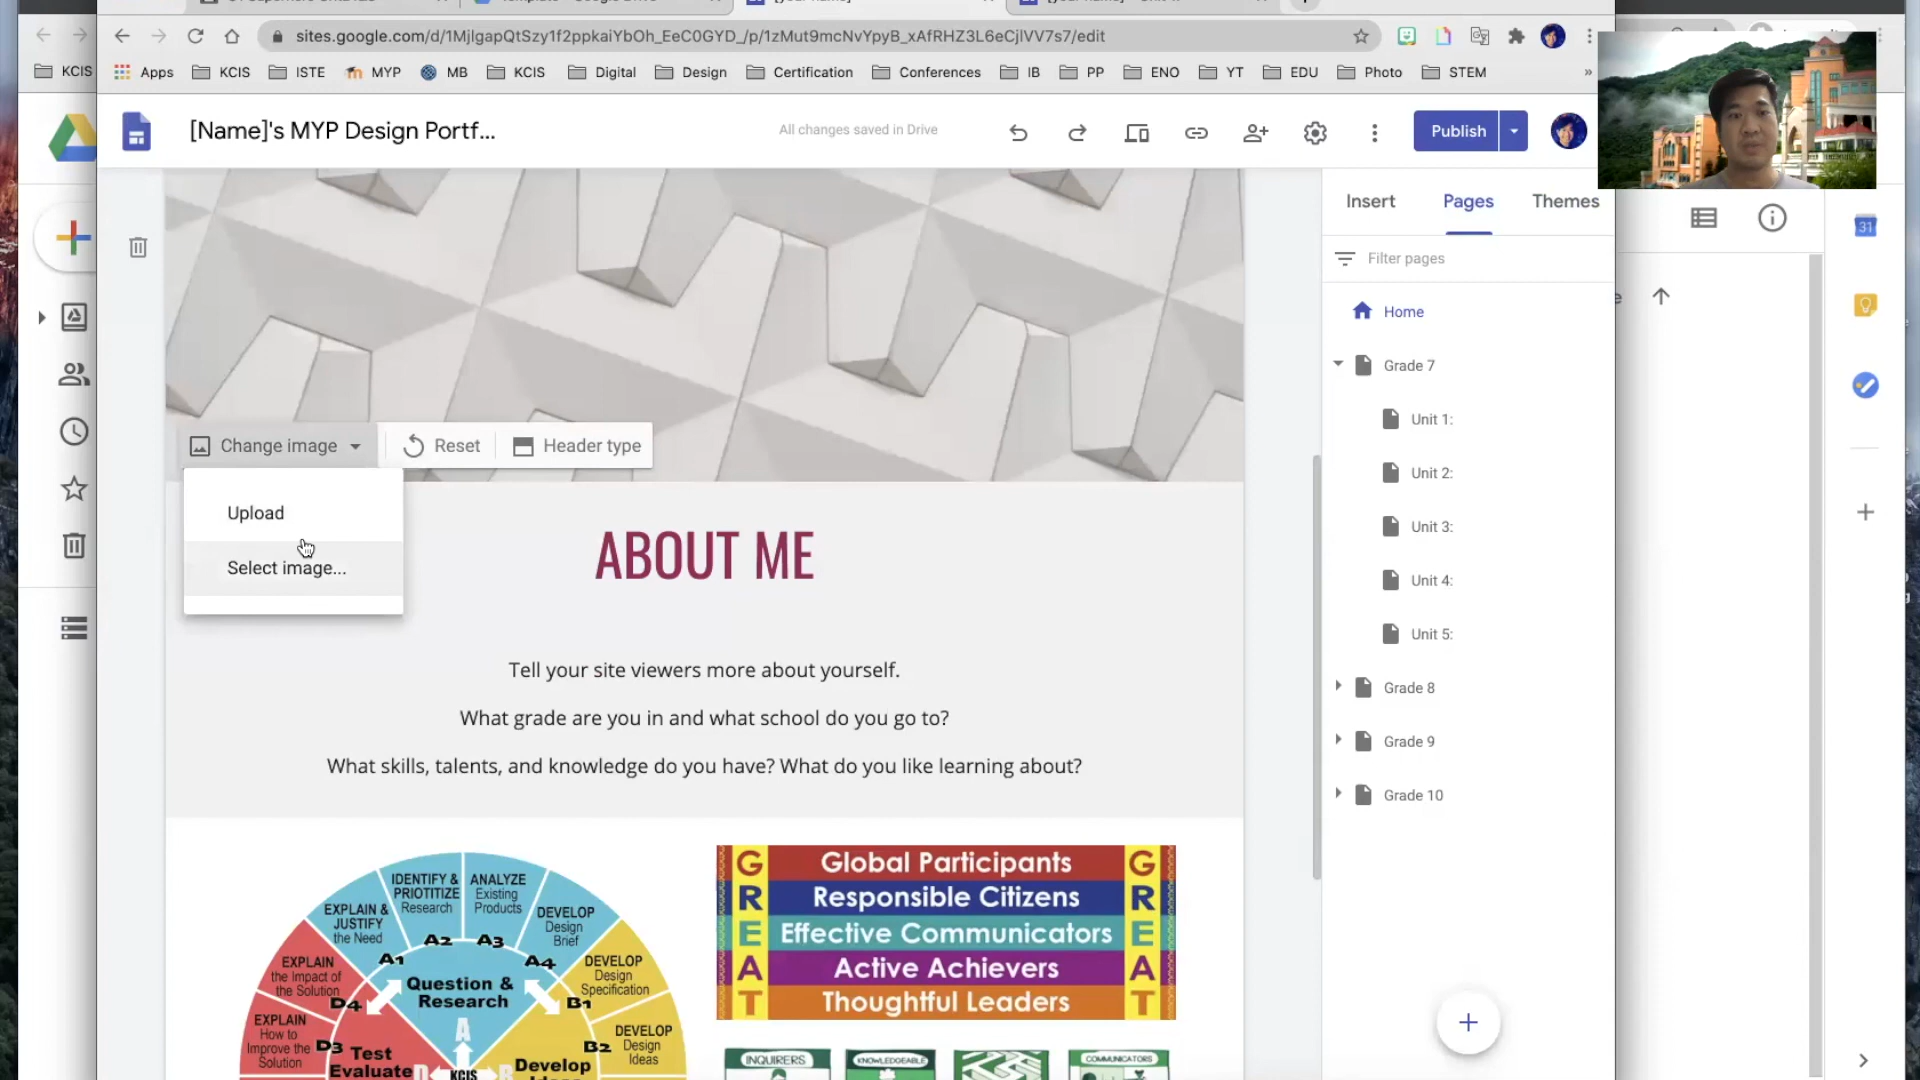 sites.google.com/d/1MjlgapQtSzy1f2ppkaiYbOh_EeC0GYD_/p/1zMut9mcNvYpyB_xAfRHZ3L6eCjlVV7s7/edit
KCIS
Apps
KCIS
ISTE
MYP
MB
KCIS
Digital
Design
Certification
Conferences
IB
PP
ENO
YT
EDU
Photo
STEM
»
[Name]'s MYP Design Portf...
All changes saved in Drive
Publish
Insert
Pages
Themes
Filter pages
Home
Grade 7
Unit 1:
Unit 2:
Unit 3:
Unit 4:
Unit 5:
Grade 8
Grade 9
Grade 10
31
Change image
Reset
Header type
Upload
Select image...
ABOUT ME
Tell your site viewers more about yourself.
What grade are you in and what school do you go to?
What skills, talents, and knowledge do you have? What do you like learning about?
IDENTIFY &
PRIOTITIZE
Research
ANALYZE
Existing
Products
EXPLAIN &
JUSTIFY
the Need
DEVELOP
Design
Brief
A1
A2
A3
A4
EXPLAIN
the Impact of
the Solution
DEVELOP
Design
Specification
Question &
Research
D4
B1
EXPLAIN
How to
Improve the
Solution
DEVELOP
Design
Ideas
D3
B2
A
Test
Evaluate
Develop
KCIS
G Global Participants G
R Responsible Citizens R
E Effective Communicators E
A Active Achievers A
T Thoughtful Leaders T
INQUIRERS
KNOWLEDGEABLE
COMMUNICATORS